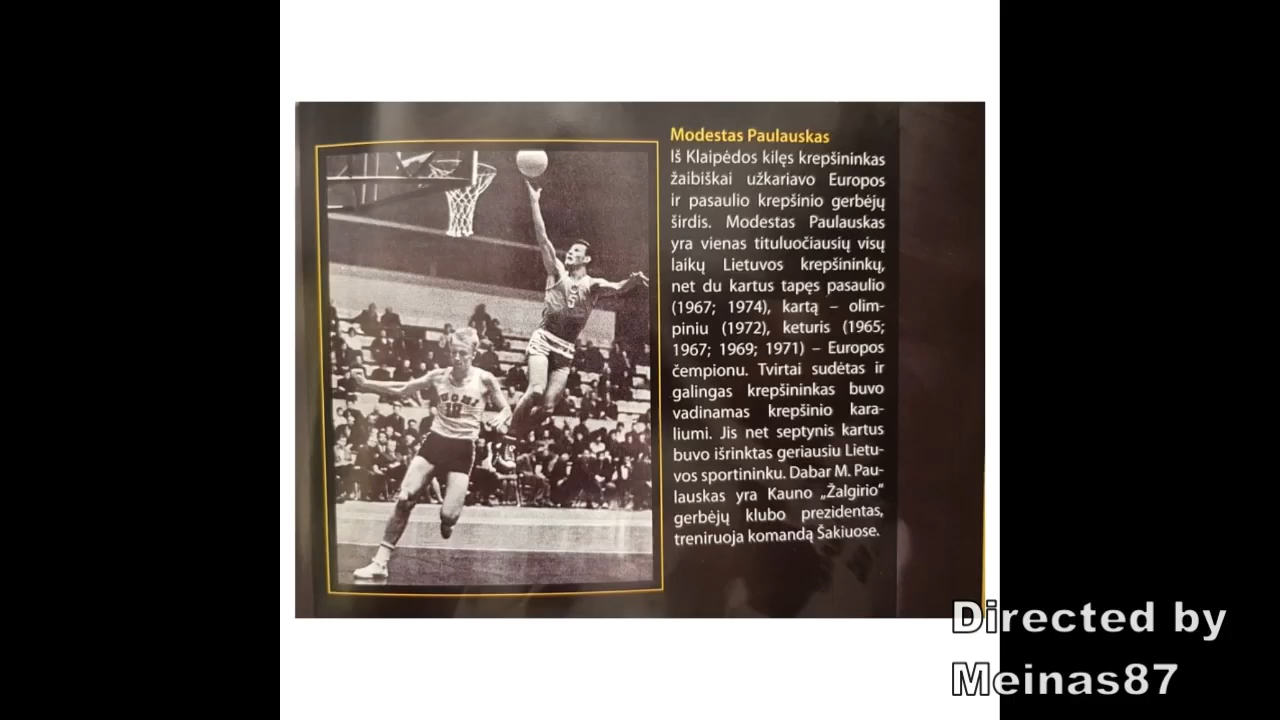 Modestas Paulauskas
Iš Klaipėdos kilęs krepšininkas
žaibiškai užkariavo Europos
ir pasaulio krepšinio gerbėjų
širdis. Modestas Paulauskas
yra vienas tituluočiausių visų
laikų Lietuvos krepšininkų,
net du kartus tapęs pasaulio
(1967; 1974), kartą – olim-
piniu (1972), keturis (1965;
1967; 1969; 1971) – Europos
čempionu. Tvirtai sudėtas ir
galingas krepšininkas buvo
vadinamas krepšinio kara-
liumi. Jis net septynis kartus
buvo išrinktas geriausiu Lietu-
vos sportininku. Dabar M. Pau-
lauskas yra Kauno „Žalgirio“
gerbėjų klubo prezidentas,
treniruoja komandą Šakiuose.
5
SUOMI
10
Directed by
Meinas87